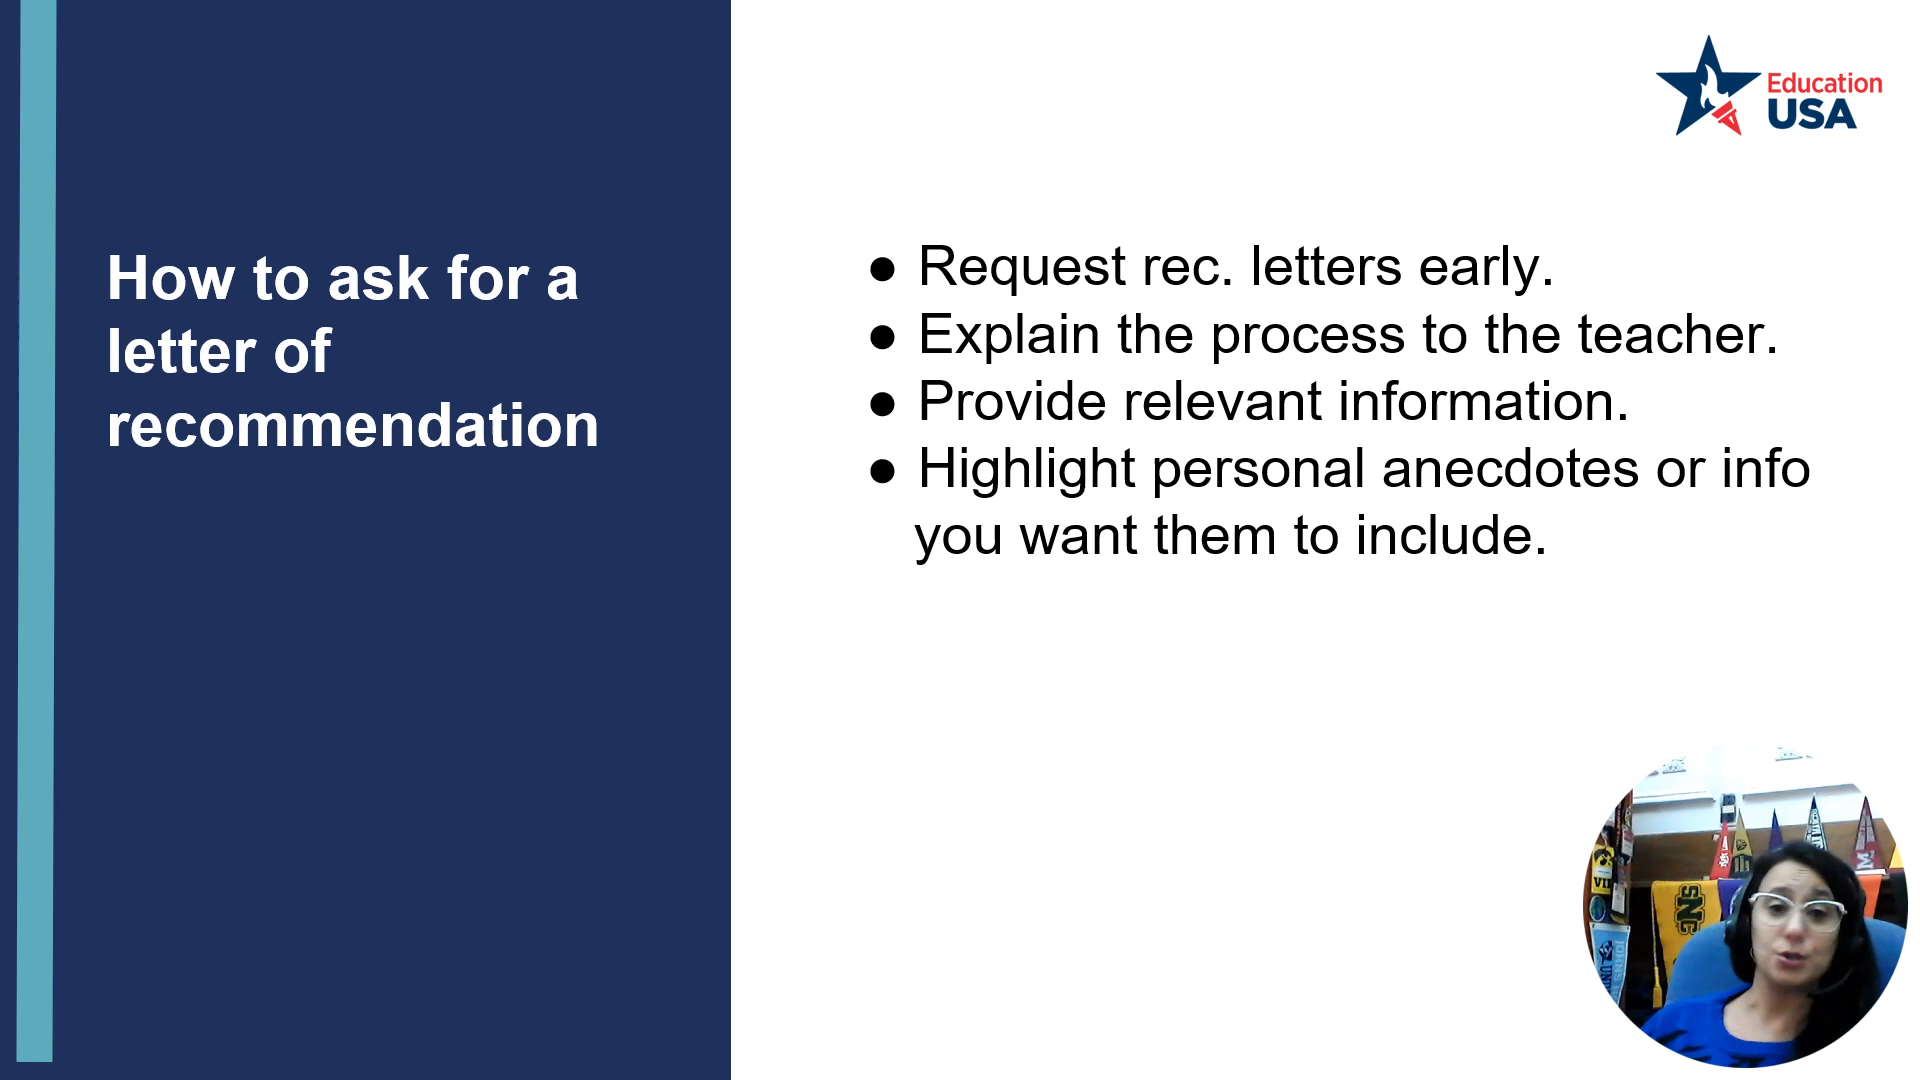 Education
USA
How to ask for a
letter of
recommendation
● Request rec. letters early.
● Explain the process to the teacher.
● Provide relevant information.
● Highlight personal anecdotes or info
you want them to include.
SNC
M